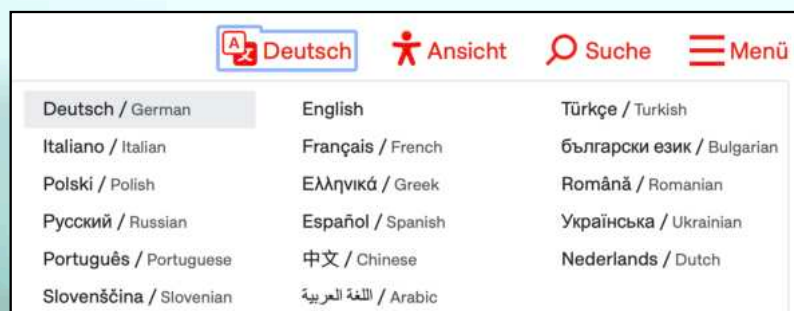 Deutsch Ansicht Suche Menü
Deutsch / German English Türkçe / Turkish
Italiano / Italian Français / French български език / Bulgarian
Polski / Polish Ελληνικά / Greek Română / Romanian
Русский / Russian Español / Spanish Українська / Ukrainian
Português / Portuguese 中文 / Chinese Nederlands / Dutch
Slovenščina / Slovenian اللغة العربية / Arabic